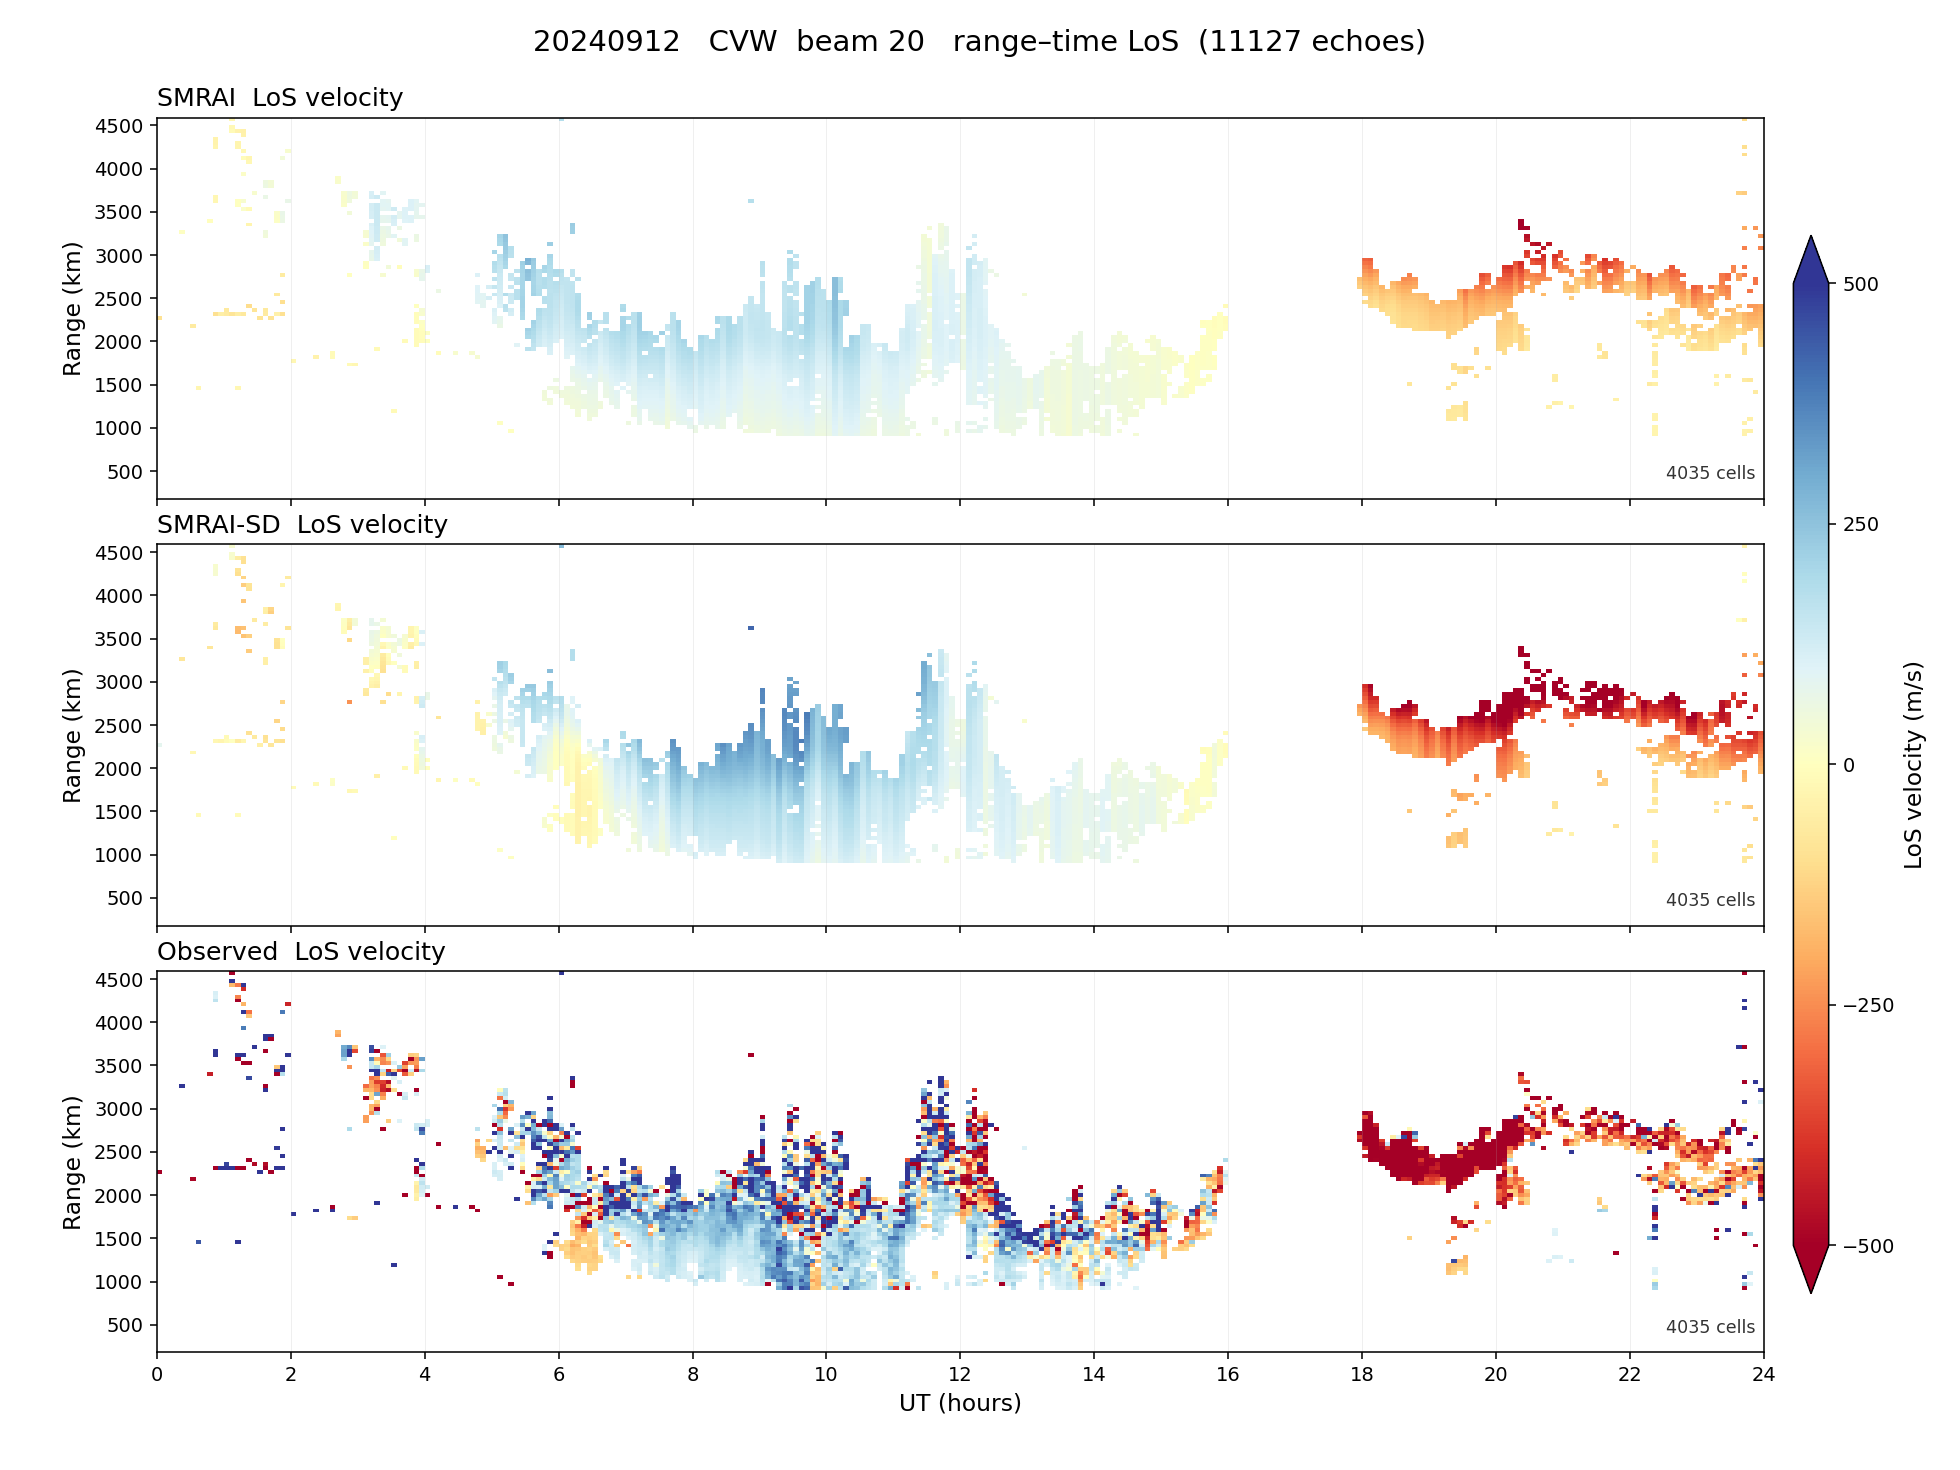 20240912   CVW  beam 20   range–time LoS  (11127 echoes)
SMRAI  LoS velocity
4500
4000
3500
3000
2500
2000
1500
1000
500
Range (km)
4035 cells
SMRAI-SD  LoS velocity
4500
4000
3500
3000
2500
2000
1500
1000
500
Range (km)
4035 cells
Observed  LoS velocity
4500
4000
3500
3000
2500
2000
1500
1000
500
Range (km)
4035 cells
0 2 4 6 8 10 12 14 16 18 20 22 24
UT (hours)
500
250
0
−250
−500
LoS velocity (m/s)